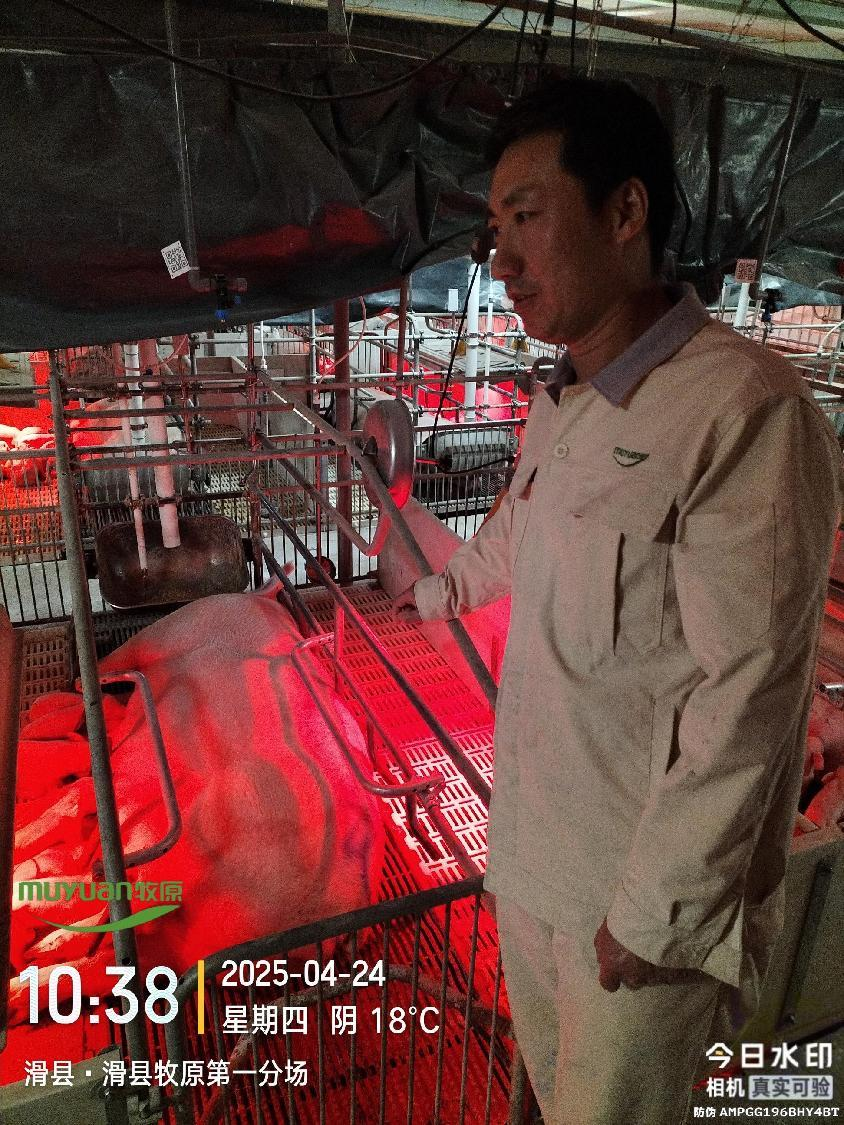 muyuan
muyuan牧原
10:38
2025-04-24
星期四 阴 18°C
滑县·滑县牧原第一分场
今日水印
相机 真实可验
防伪 AMPGG196BHY4BT